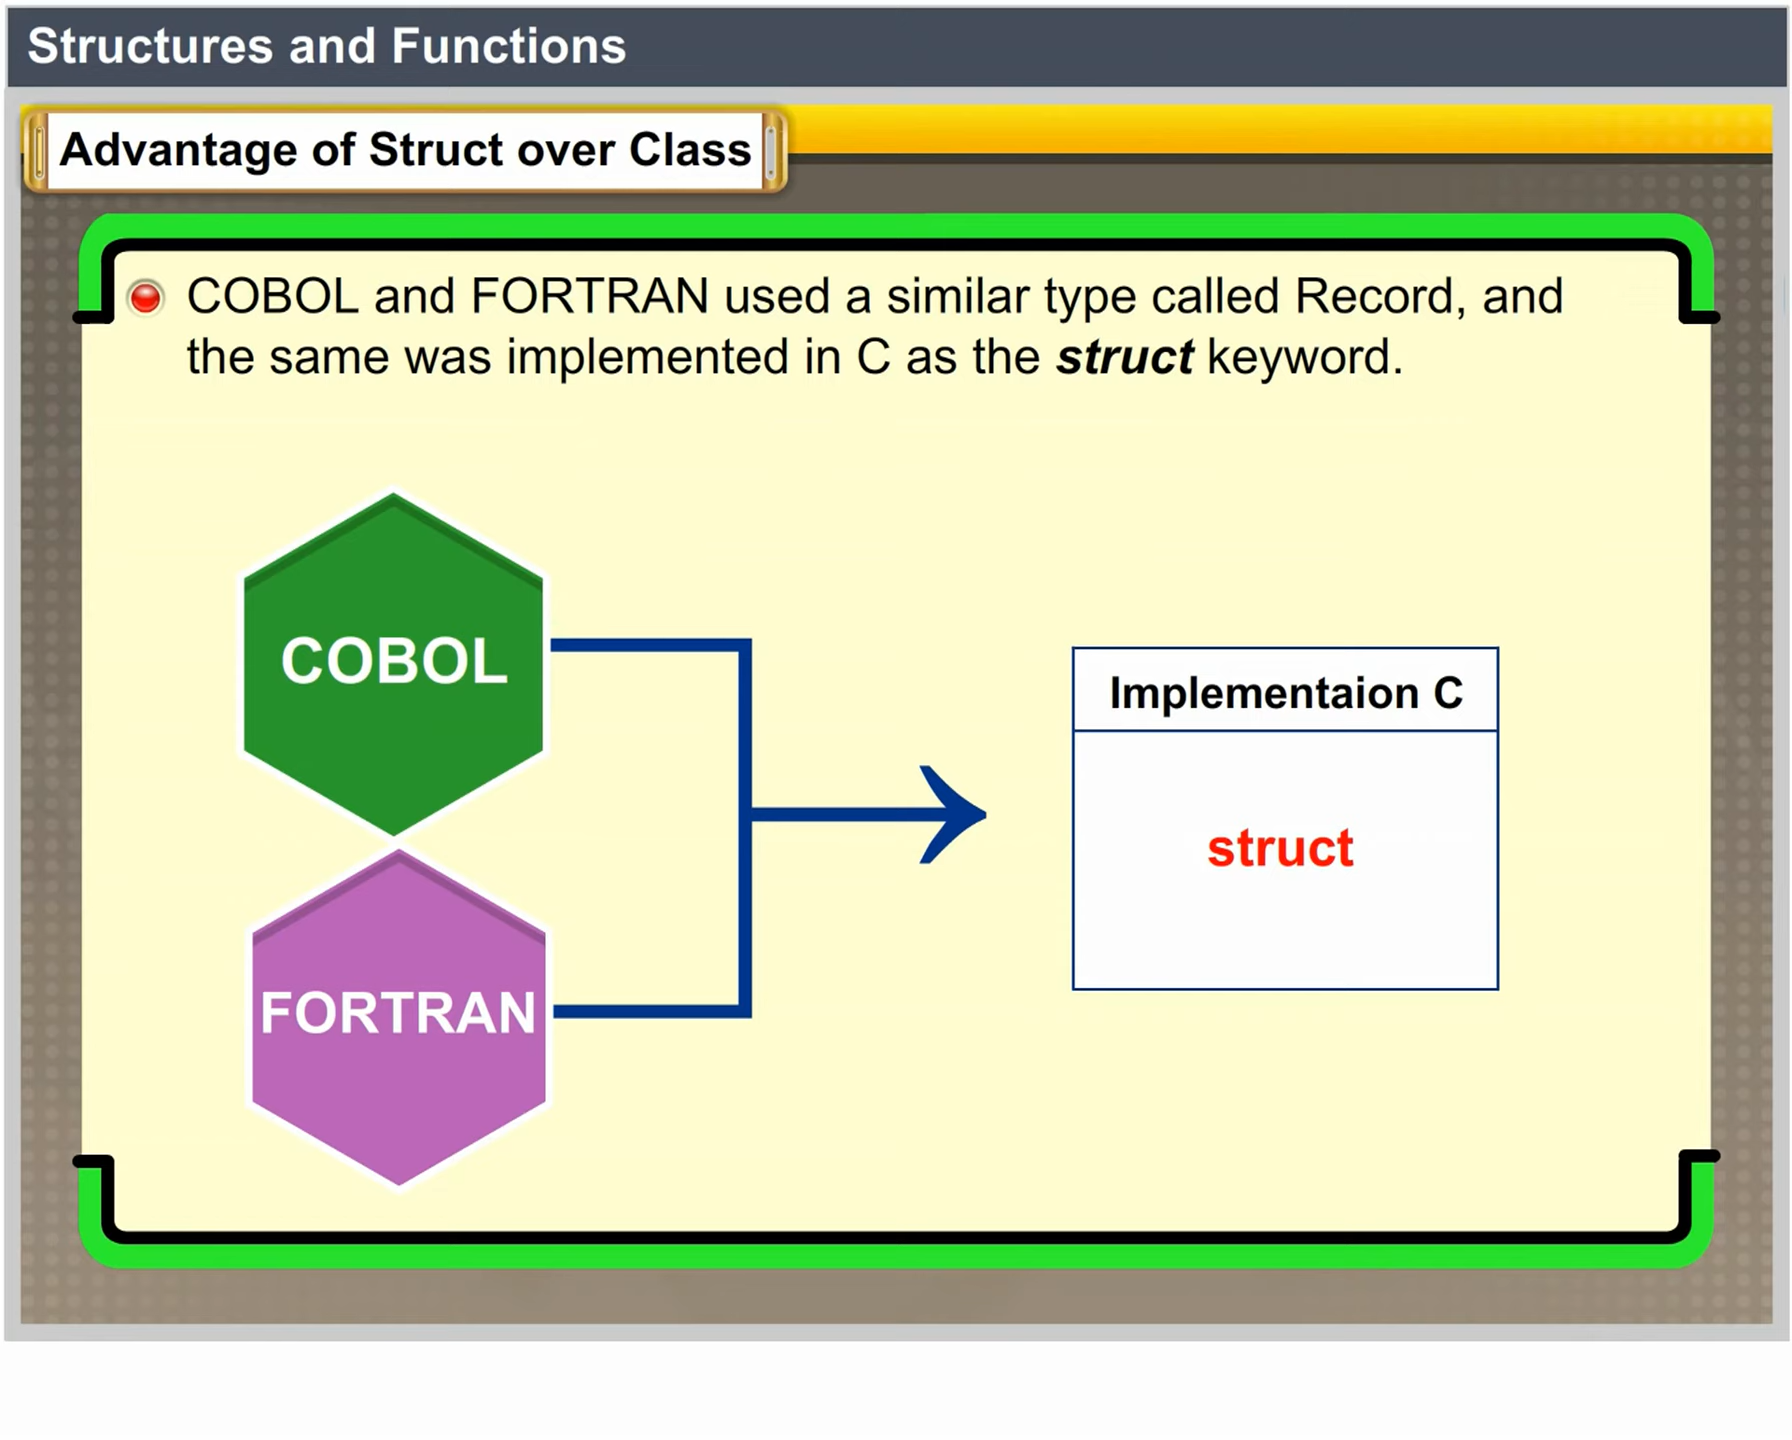 Structures and Functions
Advantage of Struct over Class
COBOL and FORTRAN used a similar type called Record, and
the same was implemented in C as the struct keyword.
COBOL
FORTRAN
Implementaion C
struct